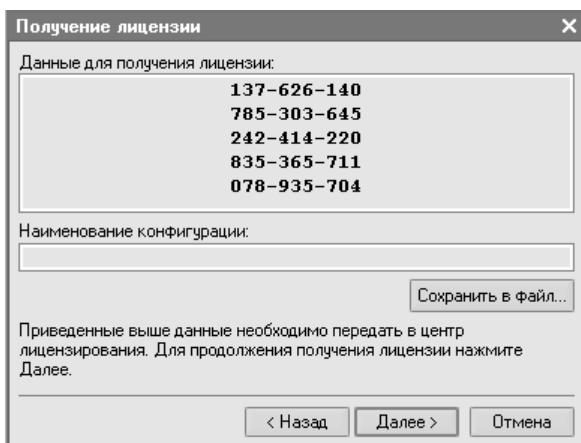 Получение лицензии
Данные для получения лицензии:
137-626-140
785-303-645
242-414-220
835-365-711
078-935-704
Наименование конфигурации:
Сохранить в файл...
Приведенные выше данные необходимо передать в центр
лицензирования. Для продолжения получения лицензии нажмите
Далее.
< Назад
Далее >
Отмена